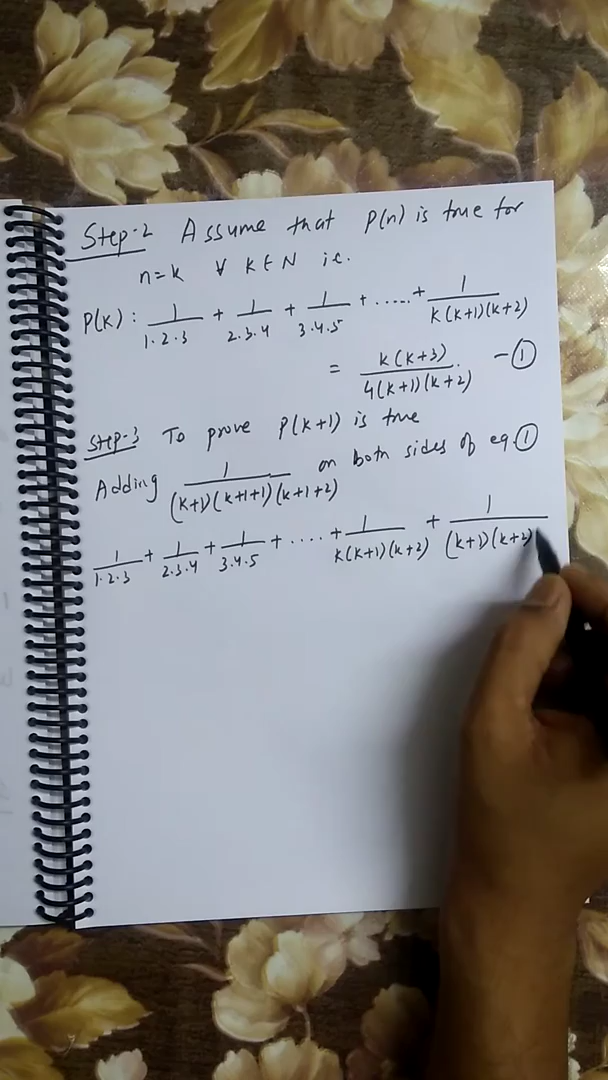 Step-2 Assume that P(n) is true for
n=k ∀ k∈N i.e.
P(k): 1/(1·2·3) + 1/(2·3·4) + 1/(3·4·5) + ..... + 1/(k(k+1)(k+2))
= k(k+3)/(4(k+1)(k+2)) — ①
Step-3 To prove P(k+1) is true
Adding 1/((k+1)(k+1+1)(k+1+2)) on both sides of eq ①
1/(1·2·3) + 1/(2·3·4) + 1/(3·4·5) + .... + 1/(k(k+1)(k+2)) + 1/((k+1)(k+2)